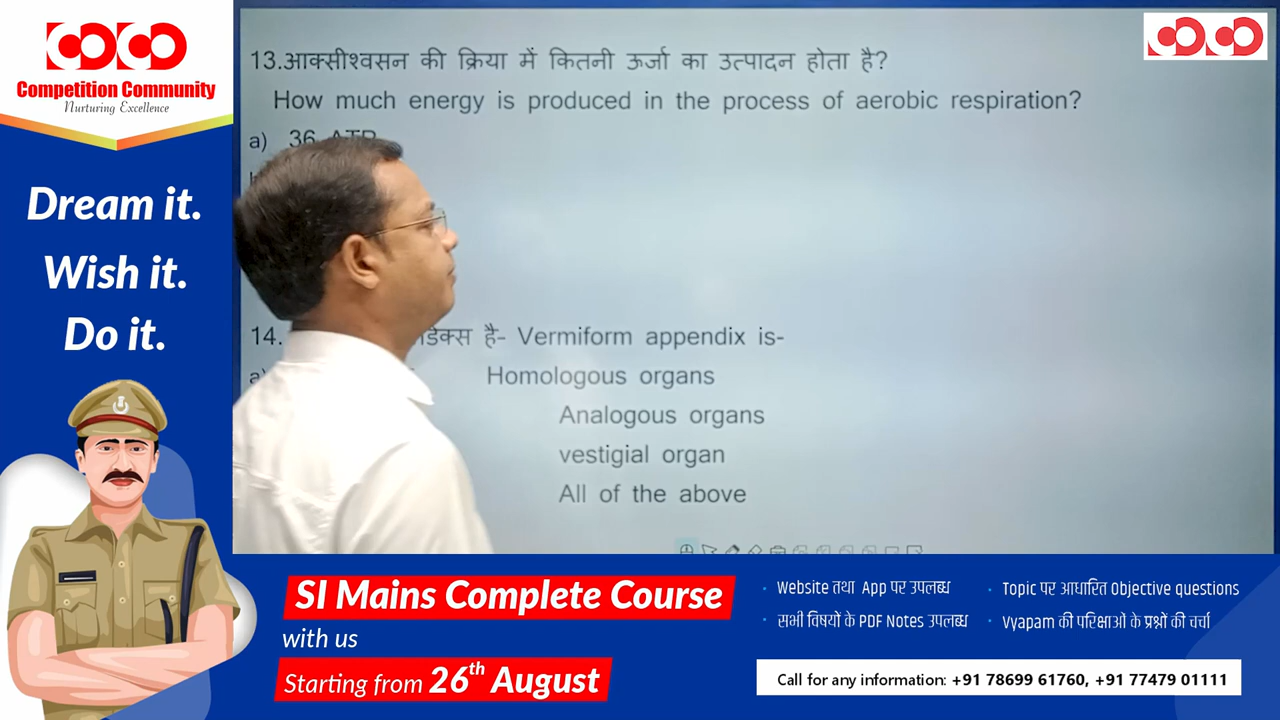 COCO
Competition Community
Nurturing Excellence
Dream it.
Wish it.
Do it.
COCO
13.आक्सीश्वसन की क्रिया में कितनी ऊर्जा का उत्पादन होता है?
How much energy is produced in the process of aerobic respiration?
a) 36 ATP
14. है- Vermiform appendix is-
a) Homologous organs
Analogous organs
vestigial organ
All of the above
SI Mains Complete Course
with us
Starting from 26th August
· Website तथा App पर उपलब्ध
· सभी विषयों के PDF Notes उपलब्ध
· Topic पर आधारित Objective questions
· Vyapam की परिक्षाओं के प्रश्नों की चर्चा
Call for any information: +91 78699 61760, +91 77479 01111